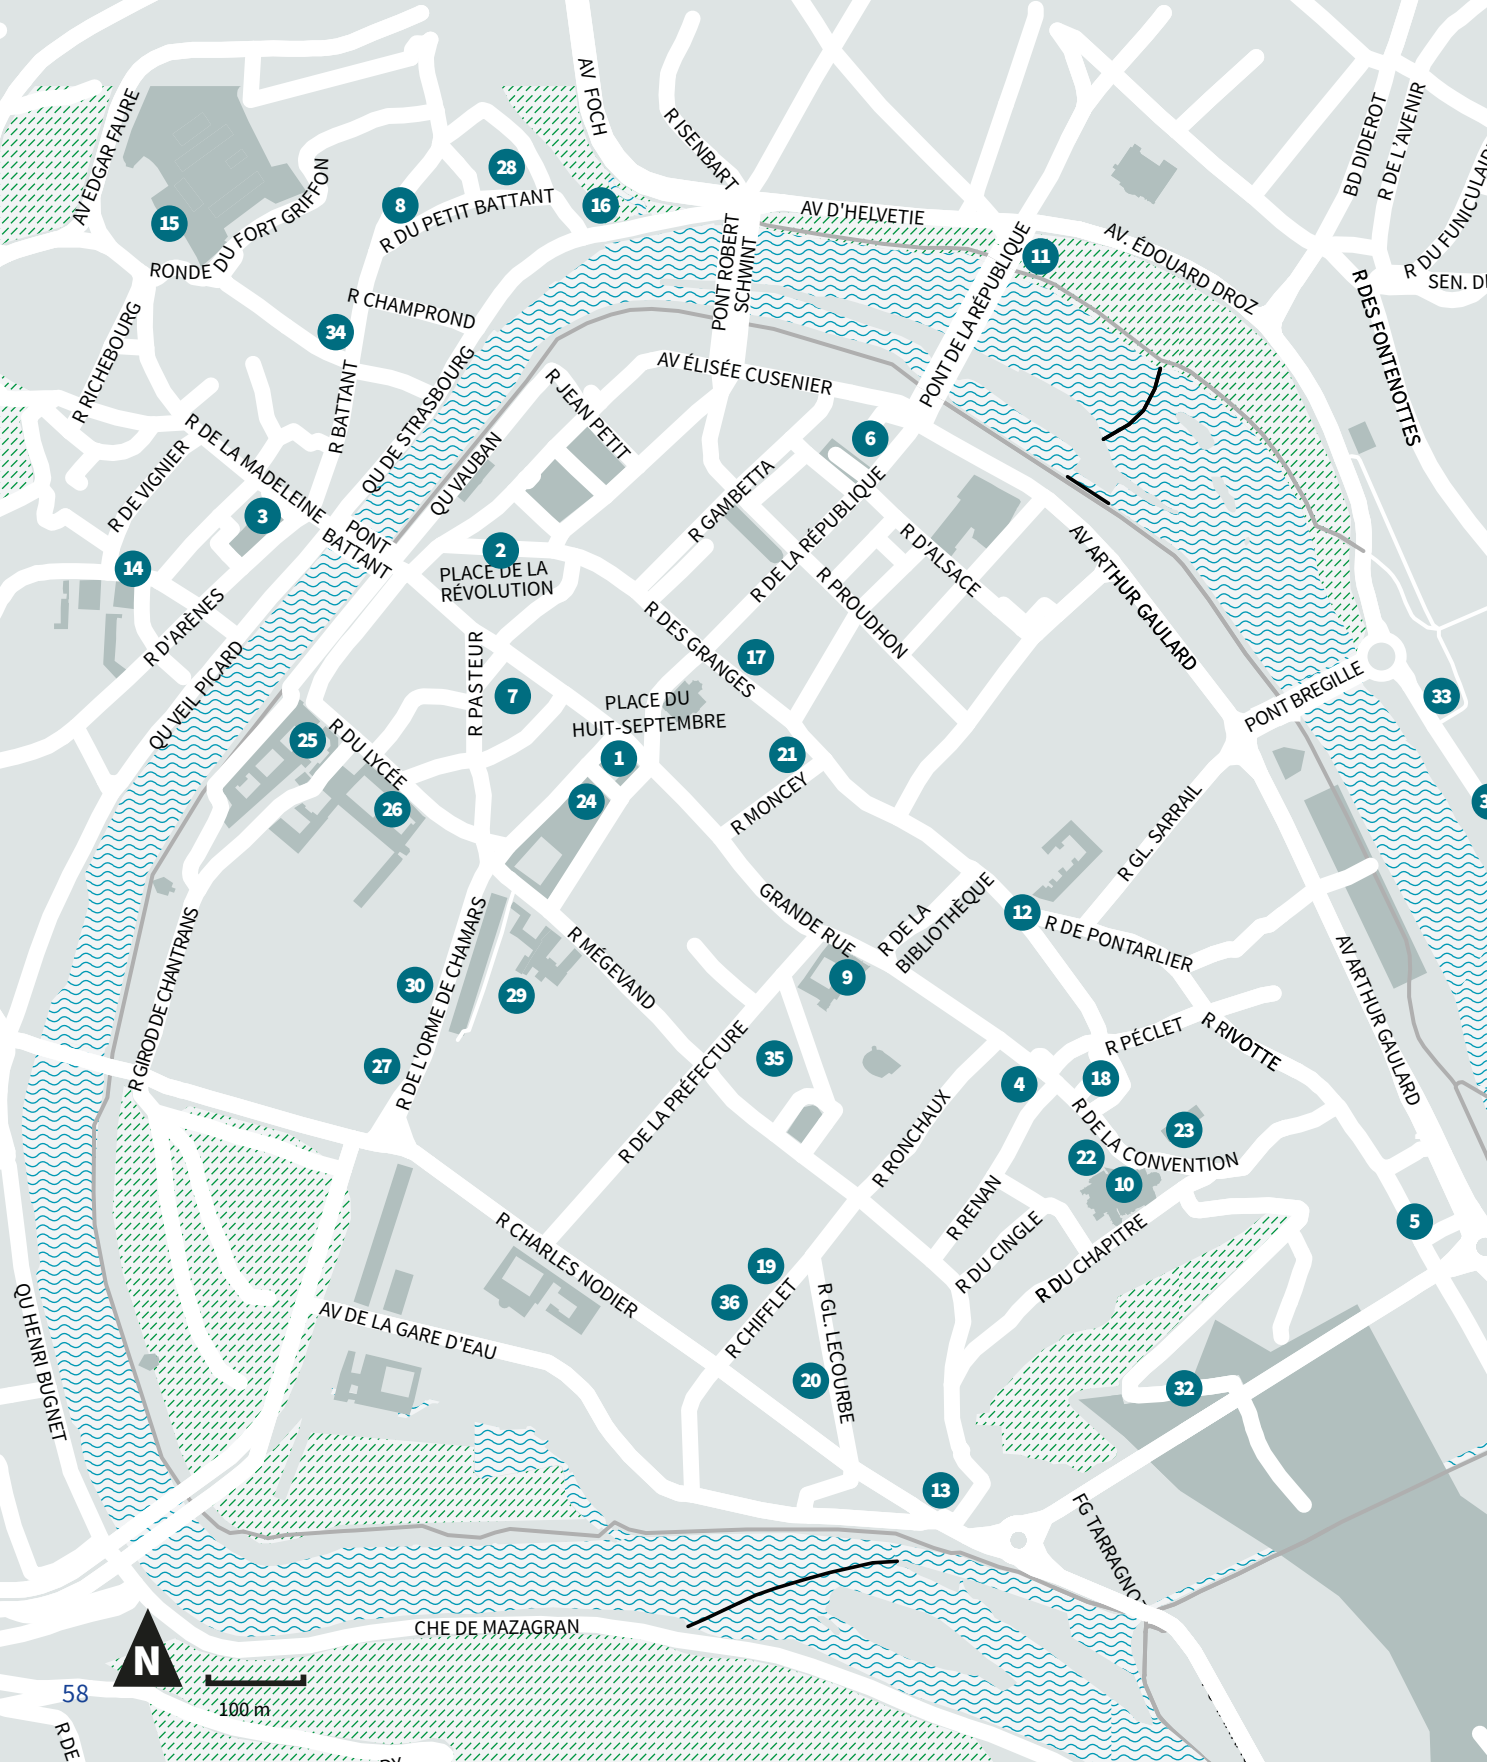 AV FOCH
R ISENBART
AV EDGAR FAURE
BD DIDEROT
R DE L'AVENIR
R DU FUNICULAIR
SEN. D
28
8
16
15
R DU PETIT BATTANT
DU FORT GRIFFON
RONDE
AV D'HELVETIE
AV. ÉDOUARD DROZ
11
PONT ROBERT
SCHWINT
PONT DE LA RÉPUBLIQUE
R DES FONTENOTTES
R CHAMPROND
34
R RICHEBOURG
R BATTANT
QU DE STRASBOURG
AV ÉLISÉE CUSENIER
R JEAN PETIT
QU VAUBAN
6
R DE LA MADELEINE
R DE VIGNIER
3
PONT
BATTANT
R GAMBETTA
R DE LA RÉPUBLIQUE
R D'ALSACE
R PROUDHON
AV ARTHUR GAULARD
14
2
PLACE DE LA
RÉVOLUTION
R D'ARÈNES
QU VEIL PICARD
R PASTEUR
R DES GRANGES
17
7
PLACE DU
HUIT-SEPTEMBRE
1
21
PONT BREGILLE
33
25
R DU LYCÉE
26
24
R MONCEY
R GL. SARRAIL
3
GRANDE RUE
R DE LA
BIBLIOTHÈQUE
12
R DE PONTARLIER
R GIROD DE CHANTRANS
R DE L'ORME DE CHAMARS
R MÉGEVAND
9
30
29
AV ARTHUR GAULARD
27
35
R DE LA PRÉFECTURE
R PÉCLET
R RIVOTTE
4
18
R RONCHAUX
R DE LA CONVENTION
23
22
10
R RENAN
R DU CINGLE
R DU CHAPITRE
5
R CHARLES NODIER
19
36
R CHIFFLET
R GL. LECOURBE
20
AV DE LA GARE D'EAU
QU HENRI BUGNET
32
13
FG TARRAGNOZ
CHE DE MAZAGRAN
N
58
100 m
R DE